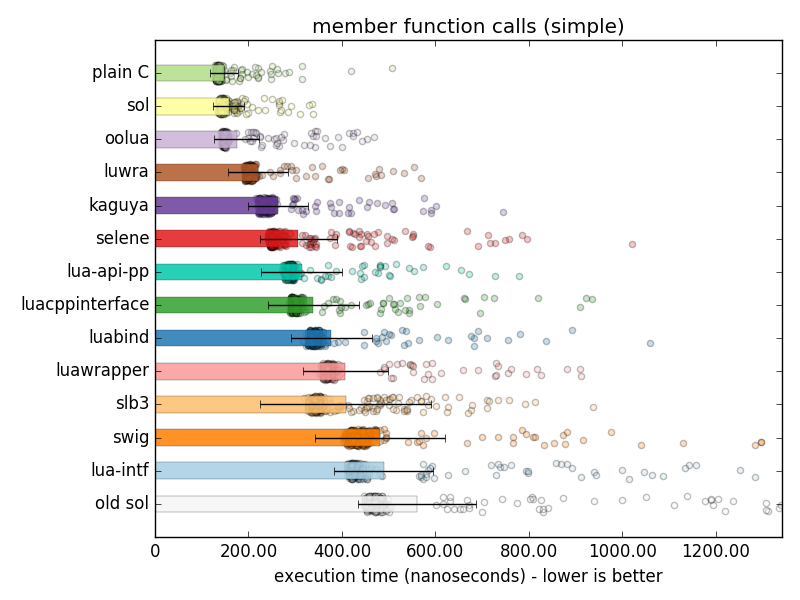 member function calls (simple)
plain C
sol
oolua
luwra
kaguya
selene
lua-api-pp
luacppinterface
luabind
luawrapper
slb3
swig
lua-intf
old sol
0 200.00 400.00 600.00 800.00 1000.00 1200.00
execution time (nanoseconds) - lower is better